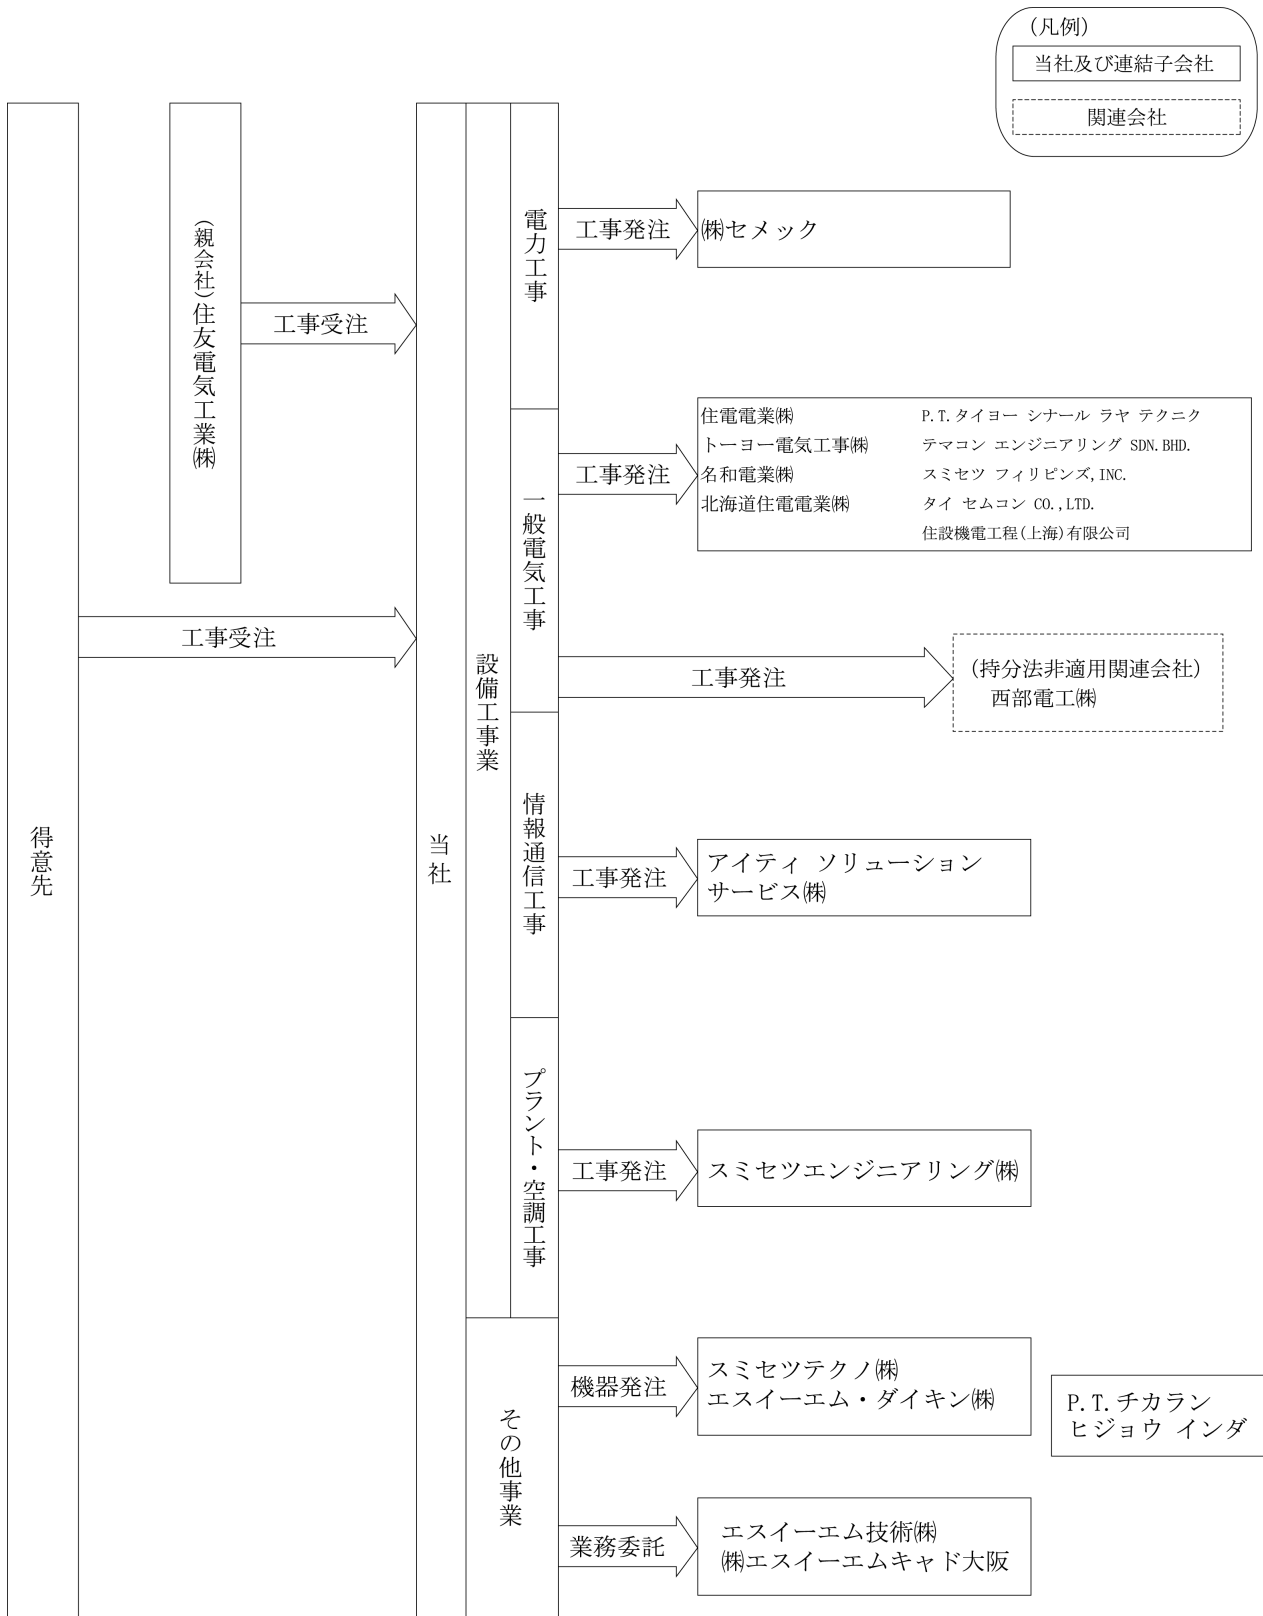 (凡例)
当社及び連結子会社
関連会社
得意先
(親会社)住友電気工業㈱
工事受注
工事受注
当社
設備工事業
電力工事
工事発注
㈱セメック
一般電気工事
工事発注
住電電業㈱
トーヨー電気工事㈱
名和電業㈱
北海道住電電業㈱
P.T.タイヨー シナール ラヤ テクニク
テマコン エンジニアリング SDN.BHD.
スミセツ フィリピンズ,INC.
タイ セムコン CO.,LTD.
住設機電工程(上海)有限公司
工事発注
(持分法非適用関連会社)
西部電工㈱
情報通信工事
工事発注
アイティ ソリューション
サービス㈱
プラント・空調工事
工事発注
スミセツエンジニアリング㈱
その他事業
機器発注
スミセツテクノ㈱
エスイーエム・ダイキン㈱
P.T.チカラン
ヒジョウ インダ
業務委託
エスイーエム技術㈱
㈱エスイーエムキャド大阪